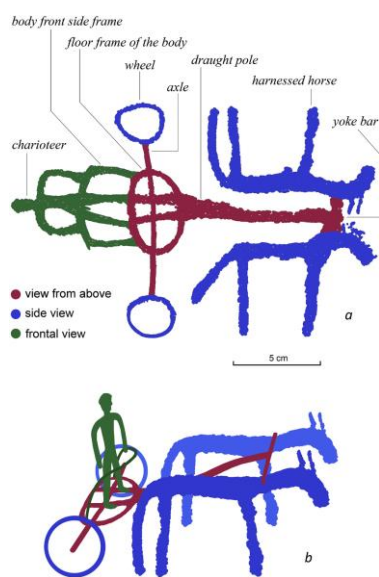 body front side frame
floor frame of the body
wheel
draught pole
axle
harnessed horse
yoke bar
charioteer
view from above
side view
frontal view
a
5 cm
b